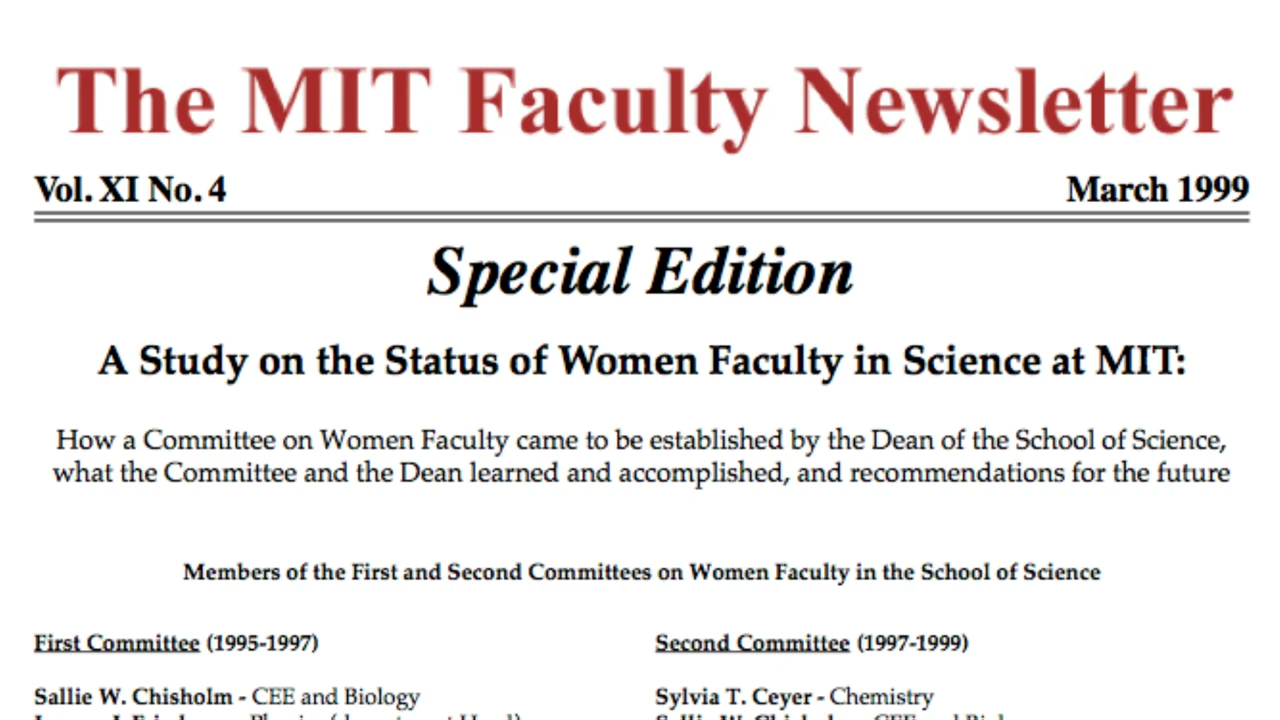 The MIT Faculty Newsletter
Vol. XI No. 4
March 1999
Special Edition
A Study on the Status of Women Faculty in Science at MIT:
How a Committee on Women Faculty came to be established by the Dean of the School of Science,
what the Committee and the Dean learned and accomplished, and recommendations for the future
Members of the First and Second Committees on Women Faculty in the School of Science
First Committee (1995-1997)
Second Committee (1997-1999)
Sallie W. Chisholm - CEE and Biology
Sylvia T. Ceyer - Chemistry